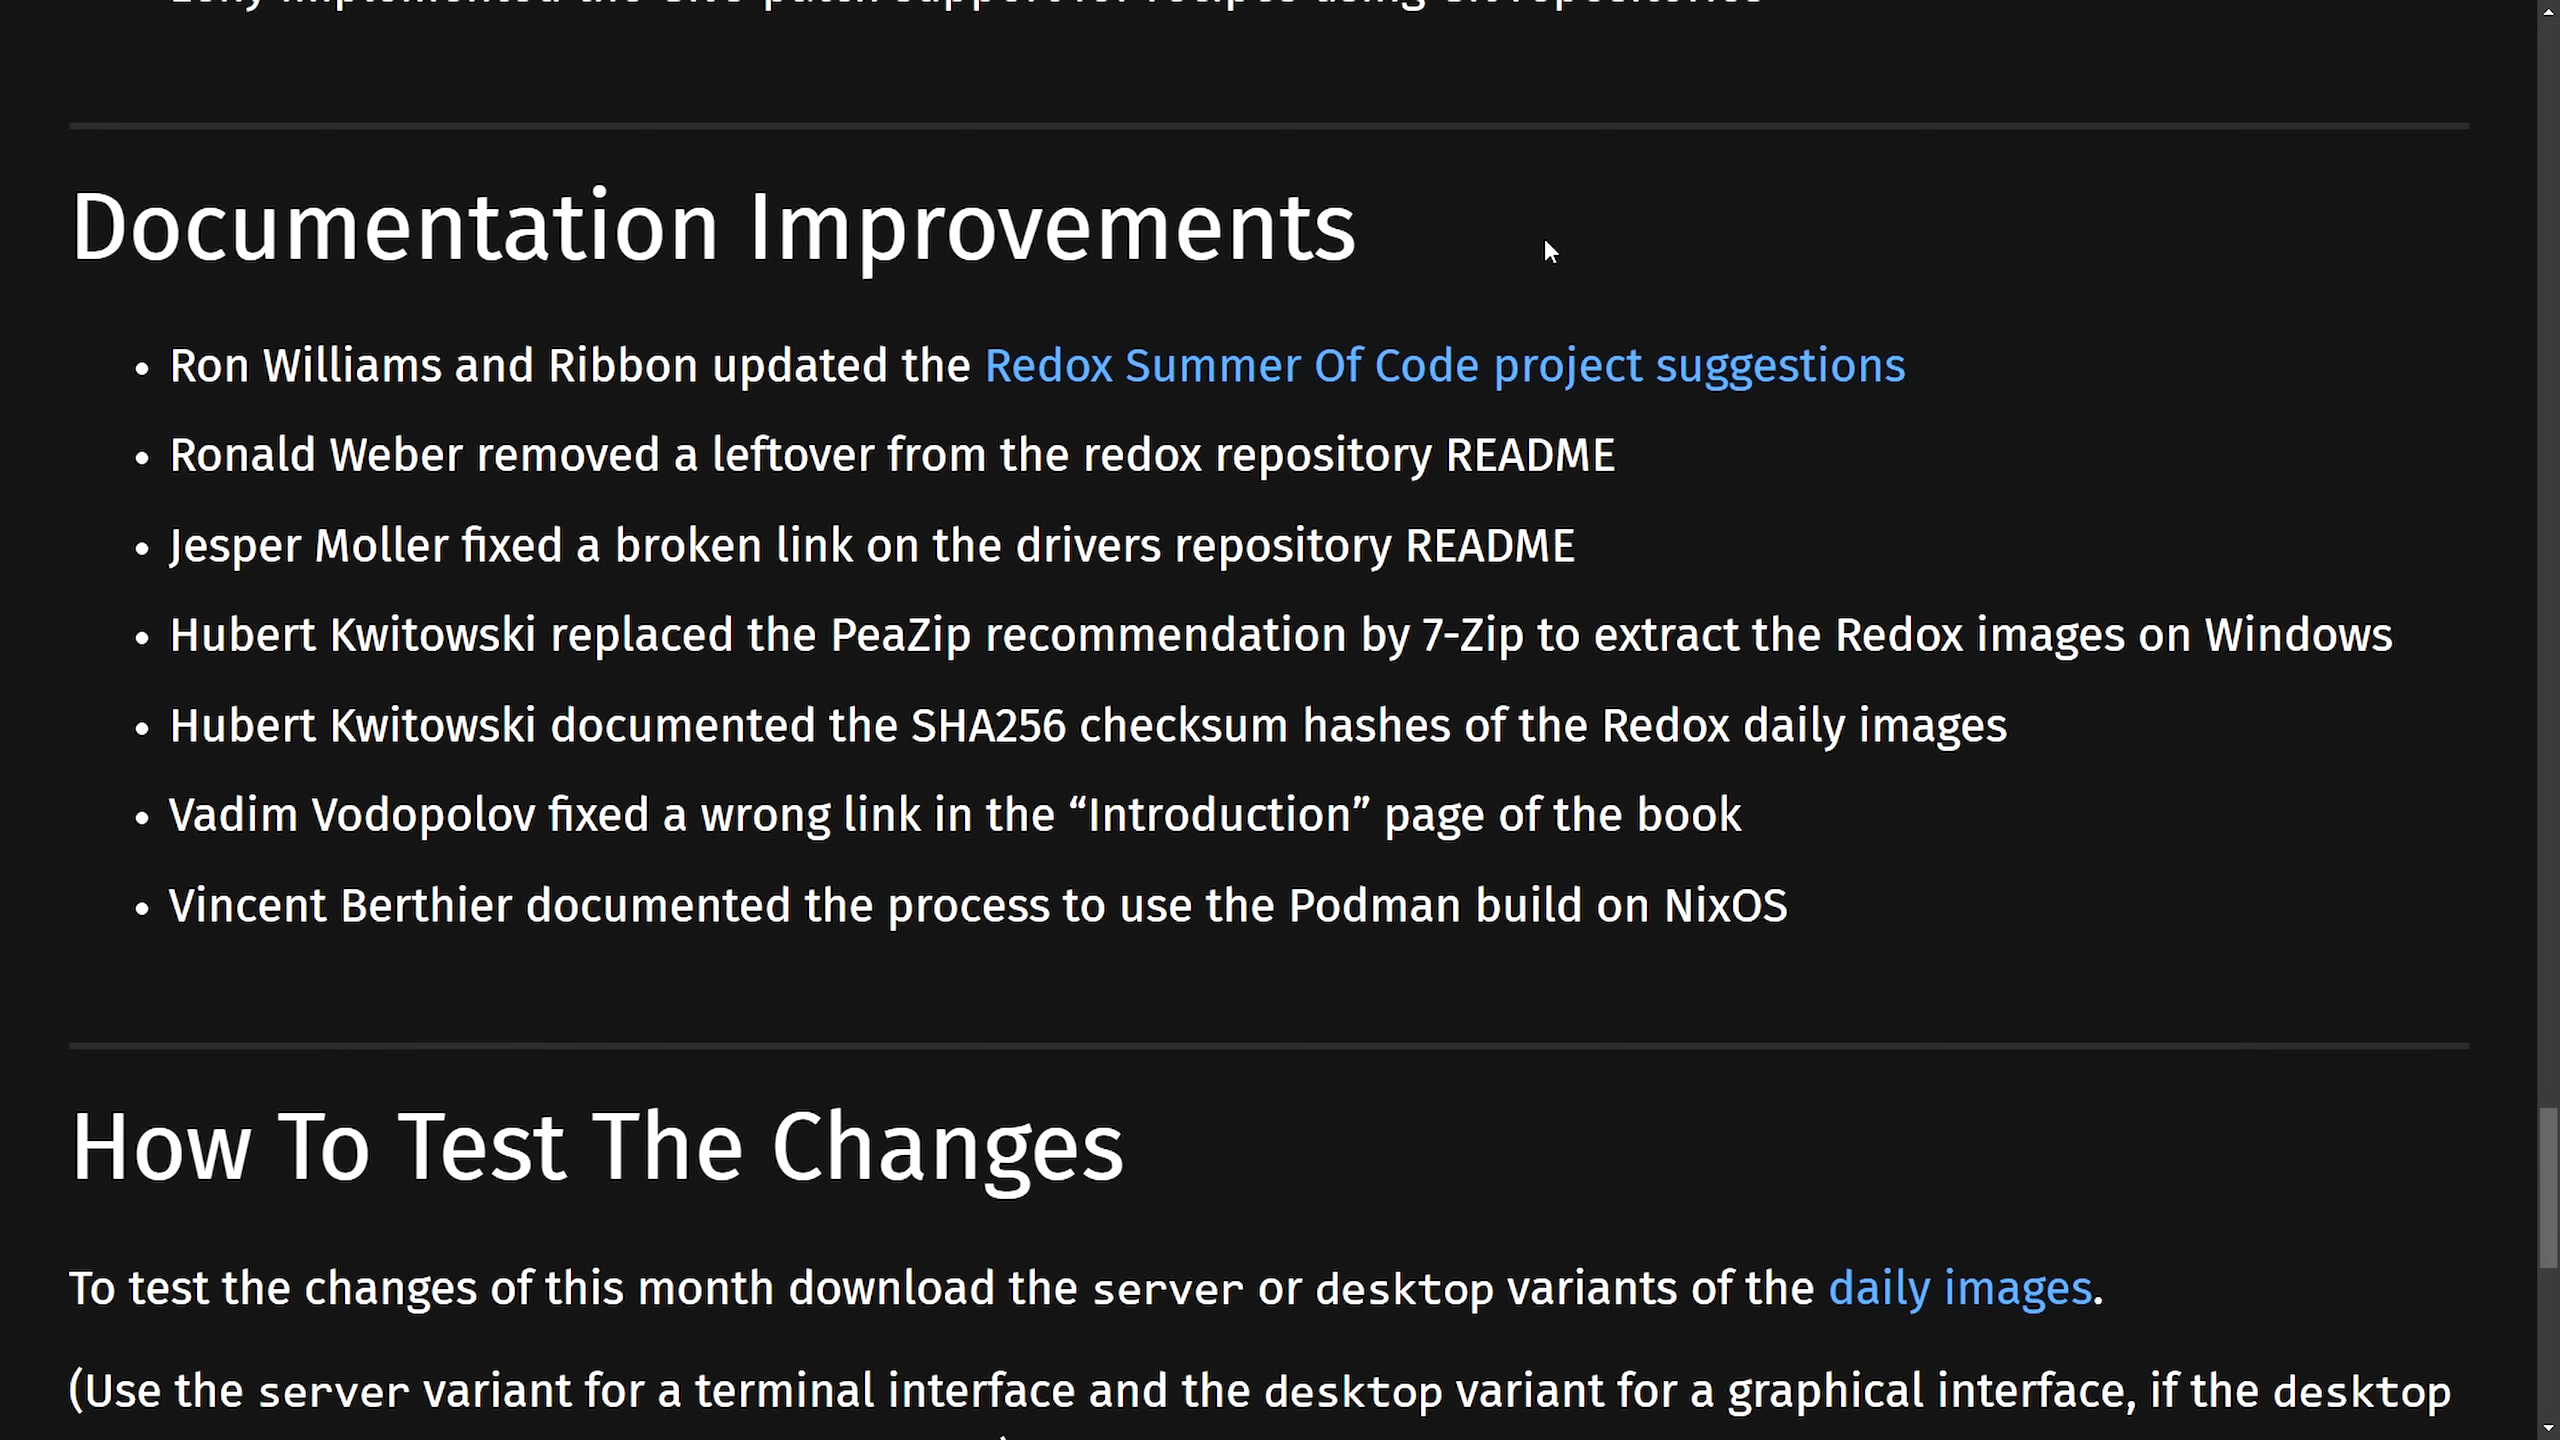 Documentation Improvements
• Ron Williams and Ribbon updated the Redox Summer Of Code project suggestions
• Ronald Weber removed a leftover from the redox repository README
• Jesper Moller fixed a broken link on the drivers repository README
• Hubert Kwitowski replaced the PeaZip recommendation by 7-Zip to extract the Redox images on Windows
• Hubert Kwitowski documented the SHA256 checksum hashes of the Redox daily images
• Vadim Vodopolov fixed a wrong link in the “Introduction” page of the book
• Vincent Berthier documented the process to use the Podman build on NixOS
How To Test The Changes
To test the changes of this month download the server or desktop variants of the daily images.
(Use the server variant for a terminal interface and the desktop variant for a graphical interface, if the desktop